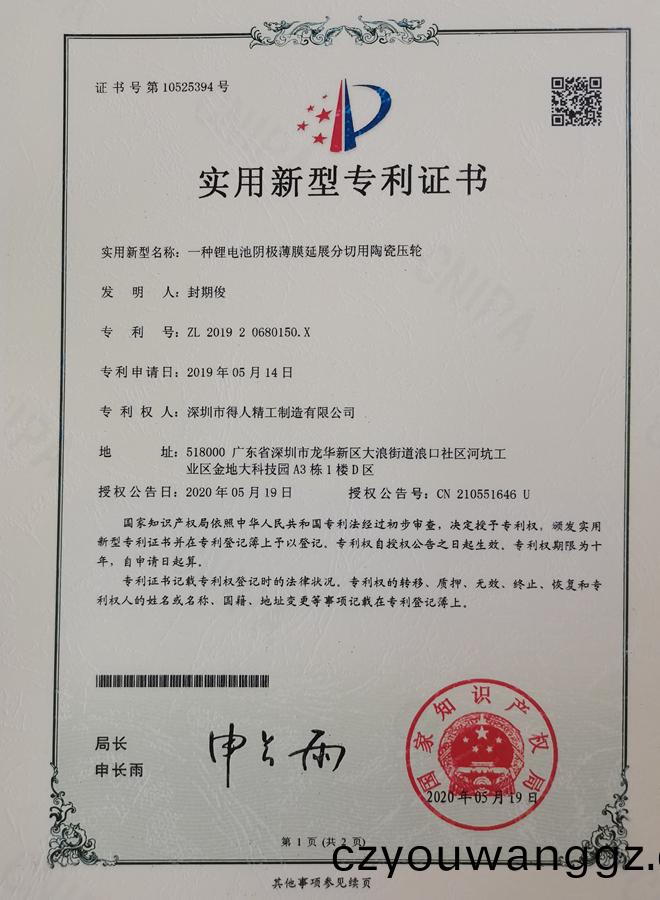 证书号第10525394号
实用新型专利证书
实用新型名称：一种锂电池阴极薄膜延展分切用陶瓷压轮
发明人：封期俊
专利号：ZL 2019 2 0680150.X
专利申请日：2019年05月14日
专利权人：深圳市得人精工制造有限公司
地址：518000 广东省深圳市龙华新区大浪街道浪口社区河坑工
业区金地大科技园A3栋1楼D区
授权公告日：2020年05月19日 授权公告号：CN 210551646 U
国家知识产权局依照中华人民共和国专利法经过初步审查，决定授予专利权，颁发实用
新型专利证书并在专利登记簿上予以登记。专利权自授权公告之日起生效。专利权期限为十
年，自申请日起算。
专利证书记载专利权登记时的法律状况。专利权的转移、质押、无效、终止、恢复和专
利权人的姓名或名称、国籍、地址变更等事项记载在专利登记簿上。
局长
申长雨
申长雨
国家知识产权局
2020年05月19日
第 1 页 (共 2 页)
czyouwanggz.
其他事项参见续页
CNIPA